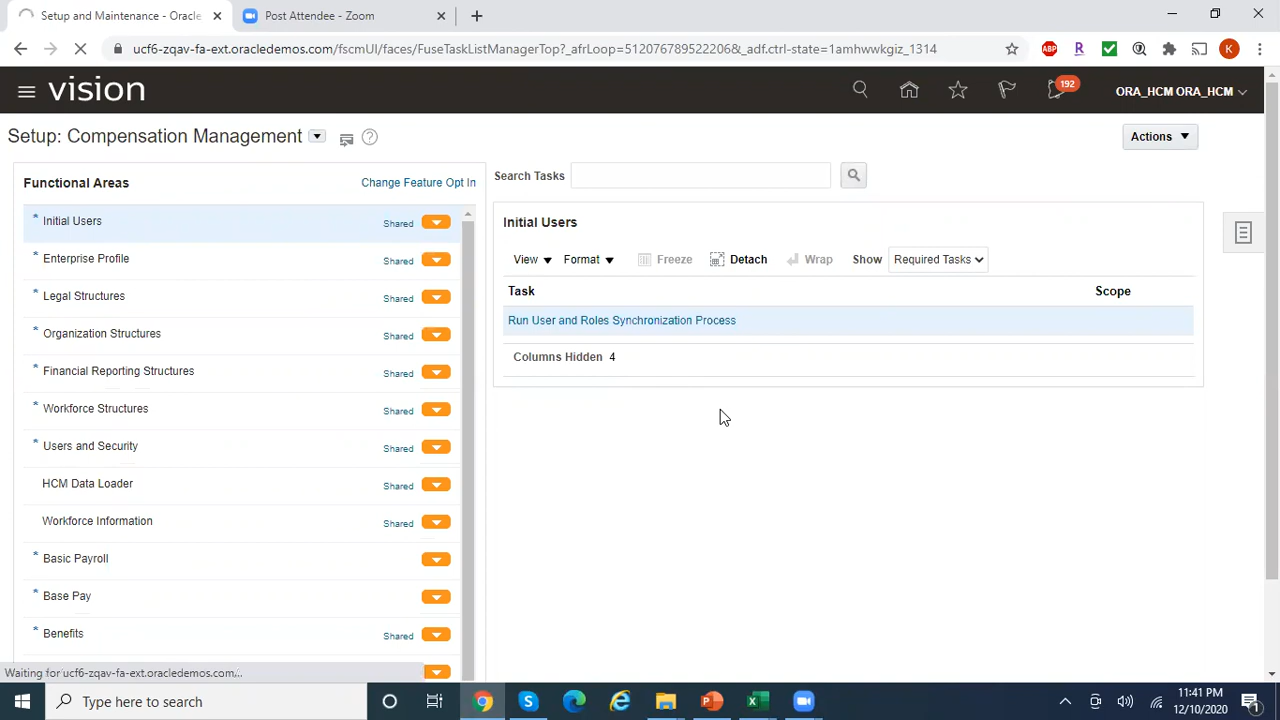 Setup and Maintenance - Oracle
Post Attendee - Zoom
ucf6-zqav-fa-ext.oracledemos.com/fscmUI/faces/FuseTaskListManagerTop?_afrLoop=512076789522206&_adf.ctrl-state=1amhwwkgiz_1314
ABP
R
K
vision
192
ORA_HCM ORA_HCM
Setup: Compensation Management
?
Actions
Functional Areas
Change Feature Opt In
Search Tasks
* Initial Users Shared
* Enterprise Profile Shared
* Legal Structures Shared
* Organization Structures Shared
* Financial Reporting Structures Shared
* Workforce Structures Shared
* Users and Security Shared
HCM Data Loader Shared
Workforce Information Shared
* Basic Payroll
* Base Pay
* Benefits Shared
Initial Users
View Format Freeze Detach Wrap Show Required Tasks
Task Scope
Run User and Roles Synchronization Process
Columns Hidden 4
Waiting for ucf6-zqav-fa-ext.oracledemos.com...
Type here to search
11:41 PM
12/10/2020
1